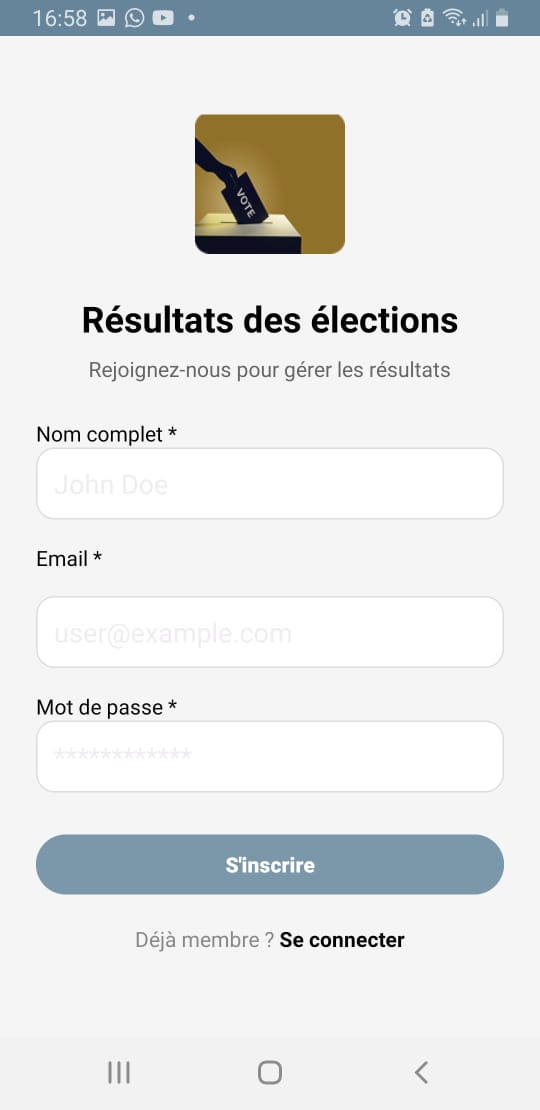 16:58
VOTE
Résultats des élections
Rejoignez-nous pour gérer les résultats
Nom complet *
John Doe
Email *
user@example.com
Mot de passe *
************
S'inscrire
Déjà membre ? Se connecter